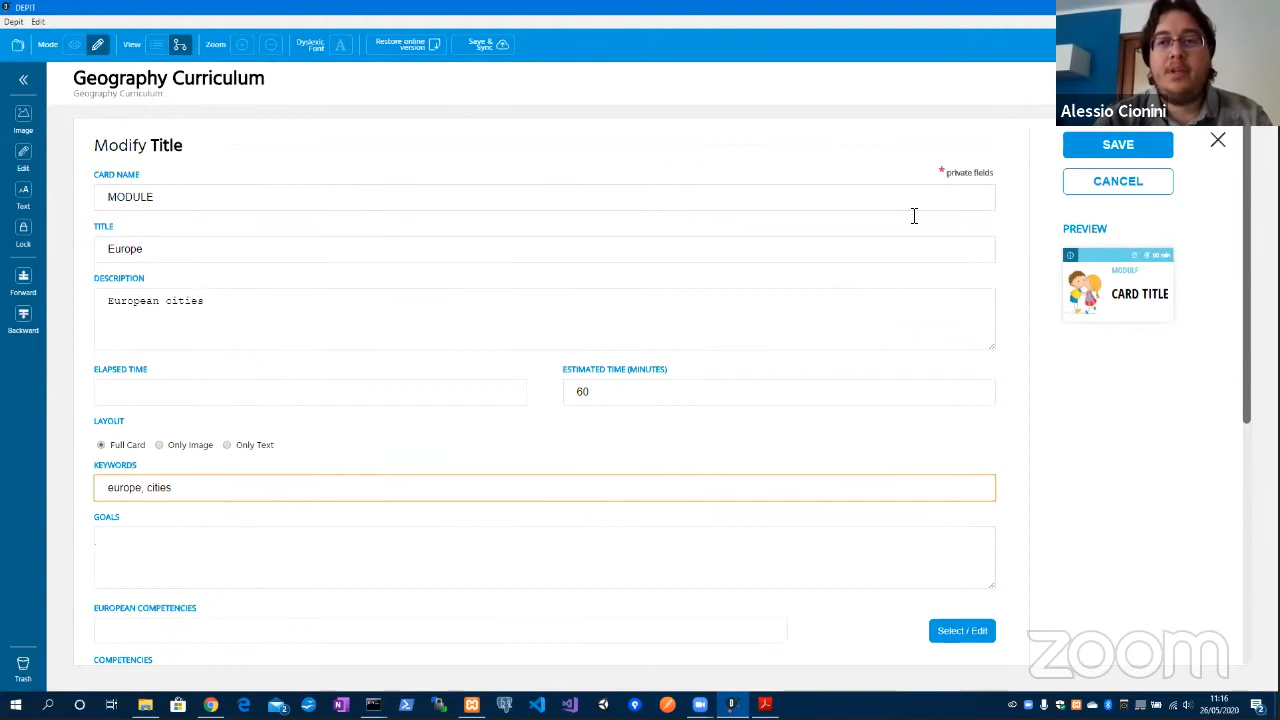 DEPIT
Depit Edit
Mode View Zoom Dyslexic Font A Restore online version Save & Sync
Geography Curriculum
Geography Curriculum
Alessio Cionini
Image
Edit
Text
Lock
Forward
Backward
Trash
Modify Title
CARD NAME
* private fields
MODULE
TITLE
Europe
DESCRIPTION
European cities
ELAPSED TIME
ESTIMATED TIME (MINUTES)
60
LAYOUT
Full Card Only Image Only Text
KEYWORDS
europe, cities
GOALS
EUROPEAN COMPETENCIES
Select / Edit
COMPETENCIES
SAVE
CANCEL
PREVIEW
90 min
MODULE
CARD TITLE
zoom
11:16
26/05/2020